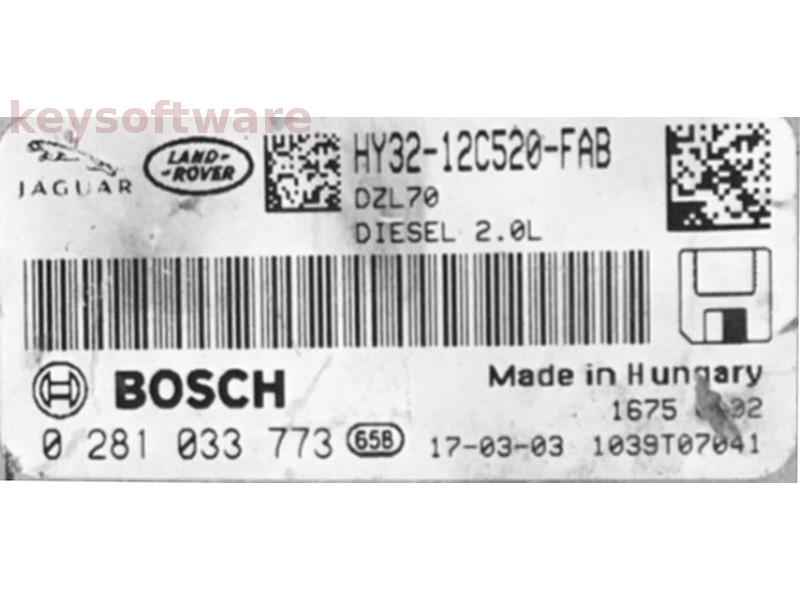 keysoftware
JAGUAR
LAND-
-ROVER
HY32-12C520-FAB
DZL70
DIESEL 2.0L
BOSCH
Made in Hungary
1675
0 281 033 773 658 17-03-03 1039T07041